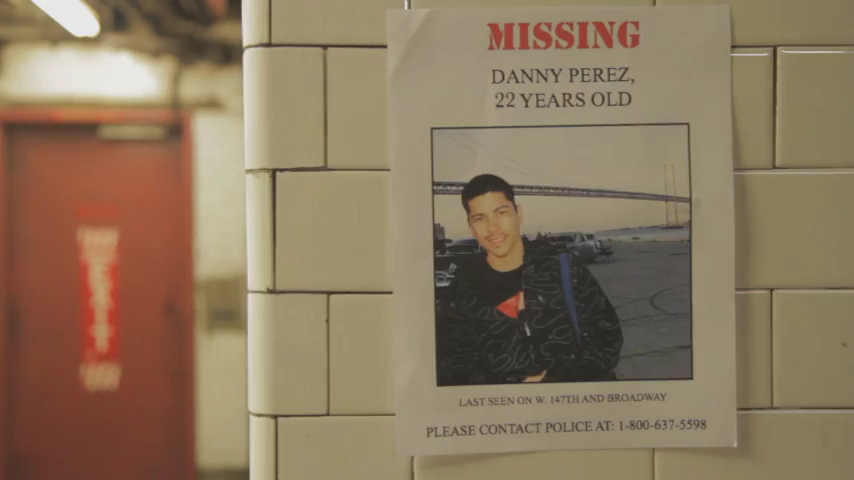 MISSING
DANNY PEREZ,
22 YEARS OLD
LAST SEEN ON W. 147TH AND BROADWAY
PLEASE CONTACT POLICE AT: 1-800-637-5598
EXIT